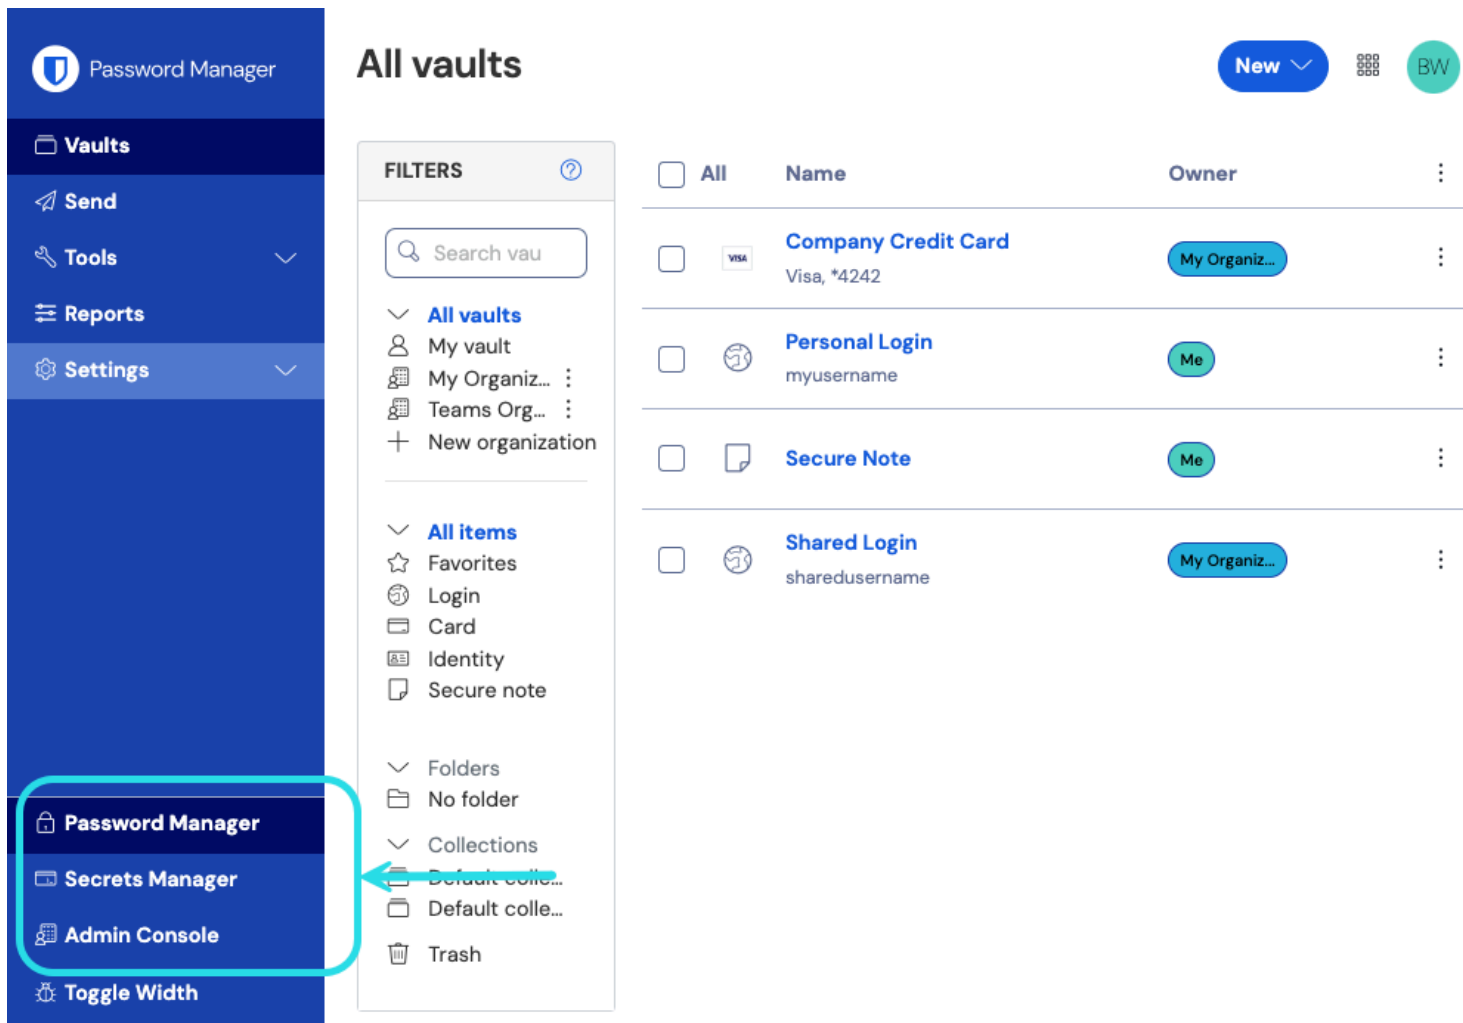 Password Manager
Vaults
Send
Tools
Reports
Settings
Password Manager
Secrets Manager
Admin Console
Toggle Width
All vaults
New
BW
FILTERS
Search vau
All vaults
My vault
My Organiz...
Teams Org...
New organization
All items
Favorites
Login
Card
Identity
Secure note
Folders
No folder
Collections
Default colle...
Default colle...
Trash
All Name Owner
VISA
Company Credit Card
My Organiz...
Visa, *4242
Personal Login
Me
myusername
Secure Note
Me
Shared Login
My Organiz...
sharedusername